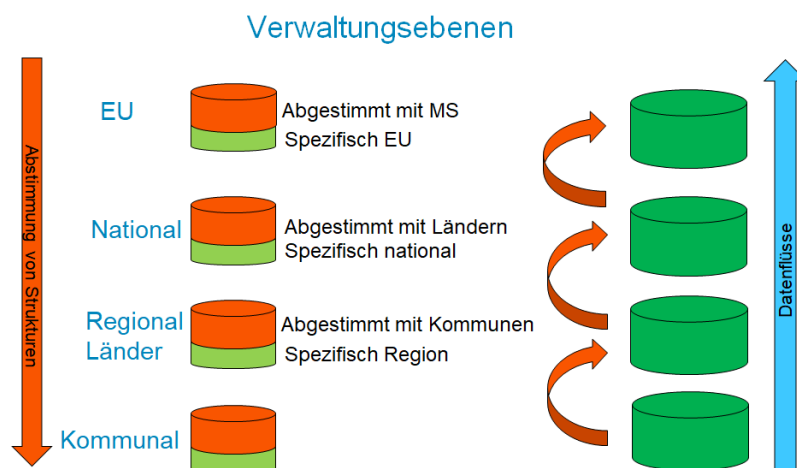 Verwaltungsebenen
Abstimmung von Strukturen
EU
Abgestimmt mit MS
Spezifisch EU
National
Abgestimmt mit Ländern
Spezifisch national
Regional
Länder
Abgestimmt mit Kommunen
Spezifisch Region
Kommunal
Datenflüsse